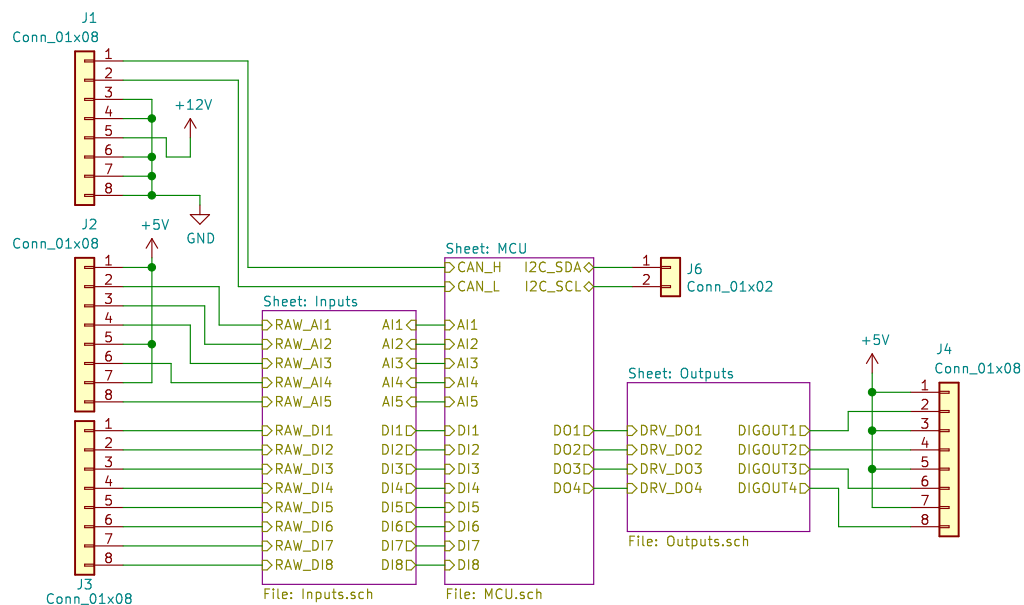 J1
Conn_01x08
1
2
3
4
5
6
7
8
+12V
GND
J2
Conn_01x08
+5V
1
2
3
4
5
6
7
8
1
2
3
4
5
6
7
8
J3
Conn_01x08
Sheet: Inputs
RAW_AI1 AI1
RAW_AI2 AI2
RAW_AI3 AI3
RAW_AI4 AI4
RAW_AI5 AI5
RAW_DI1 DI1
RAW_DI2 DI2
RAW_DI3 DI3
RAW_DI4 DI4
RAW_DI5 DI5
RAW_DI6 DI6
RAW_DI7 DI7
RAW_DI8 DI8
File: Inputs.sch
Sheet: MCU
CAN_H I2C_SDA
CAN_L I2C_SCL
AI1
AI2
AI3
AI4
AI5
DI1 DO1
DI2 DO2
DI3 DO3
DI4 DO4
DI5
DI6
DI7
DI8
File: MCU.sch
1
2
J6
Conn_01x02
Sheet: Outputs
DRV_DO1 DIGOUT1
DRV_DO2 DIGOUT2
DRV_DO3 DIGOUT3
DRV_DO4 DIGOUT4
File: Outputs.sch
+5V
J4
Conn_01x08
1
2
3
4
5
6
7
8